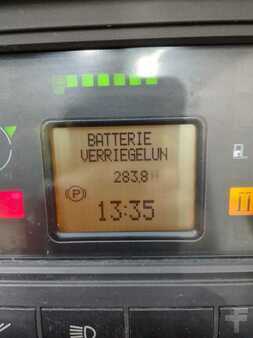 BATTERIE
VERRIEGELUN
283,8 H
P
13:35